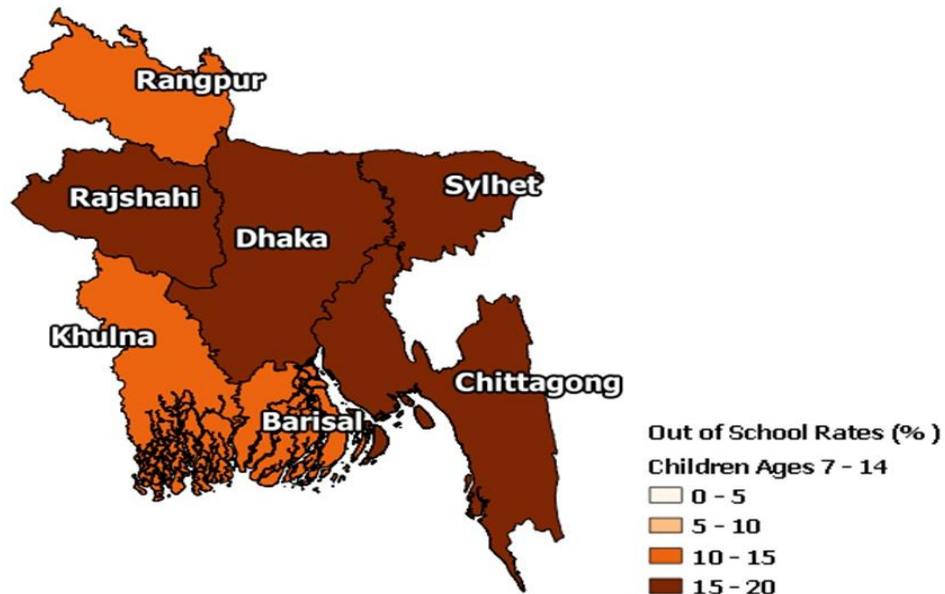 Rangpur
Rajshahi
Sylhet
Dhaka
Khulna
Chittagong
Barisal
Out of School Rates (%)
Children Ages 7 - 14
0 - 5
5 - 10
10 - 15
15 - 20